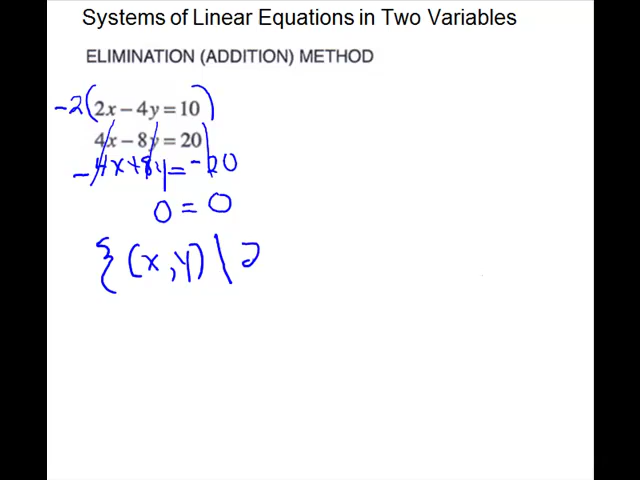 Systems of Linear Equations in Two Variables
ELIMINATION (ADDITION) METHOD
-2(2x − 4y = 10)
4x − 8y = 20
-4x+8y=-20
0 = 0
{(x,y)|2